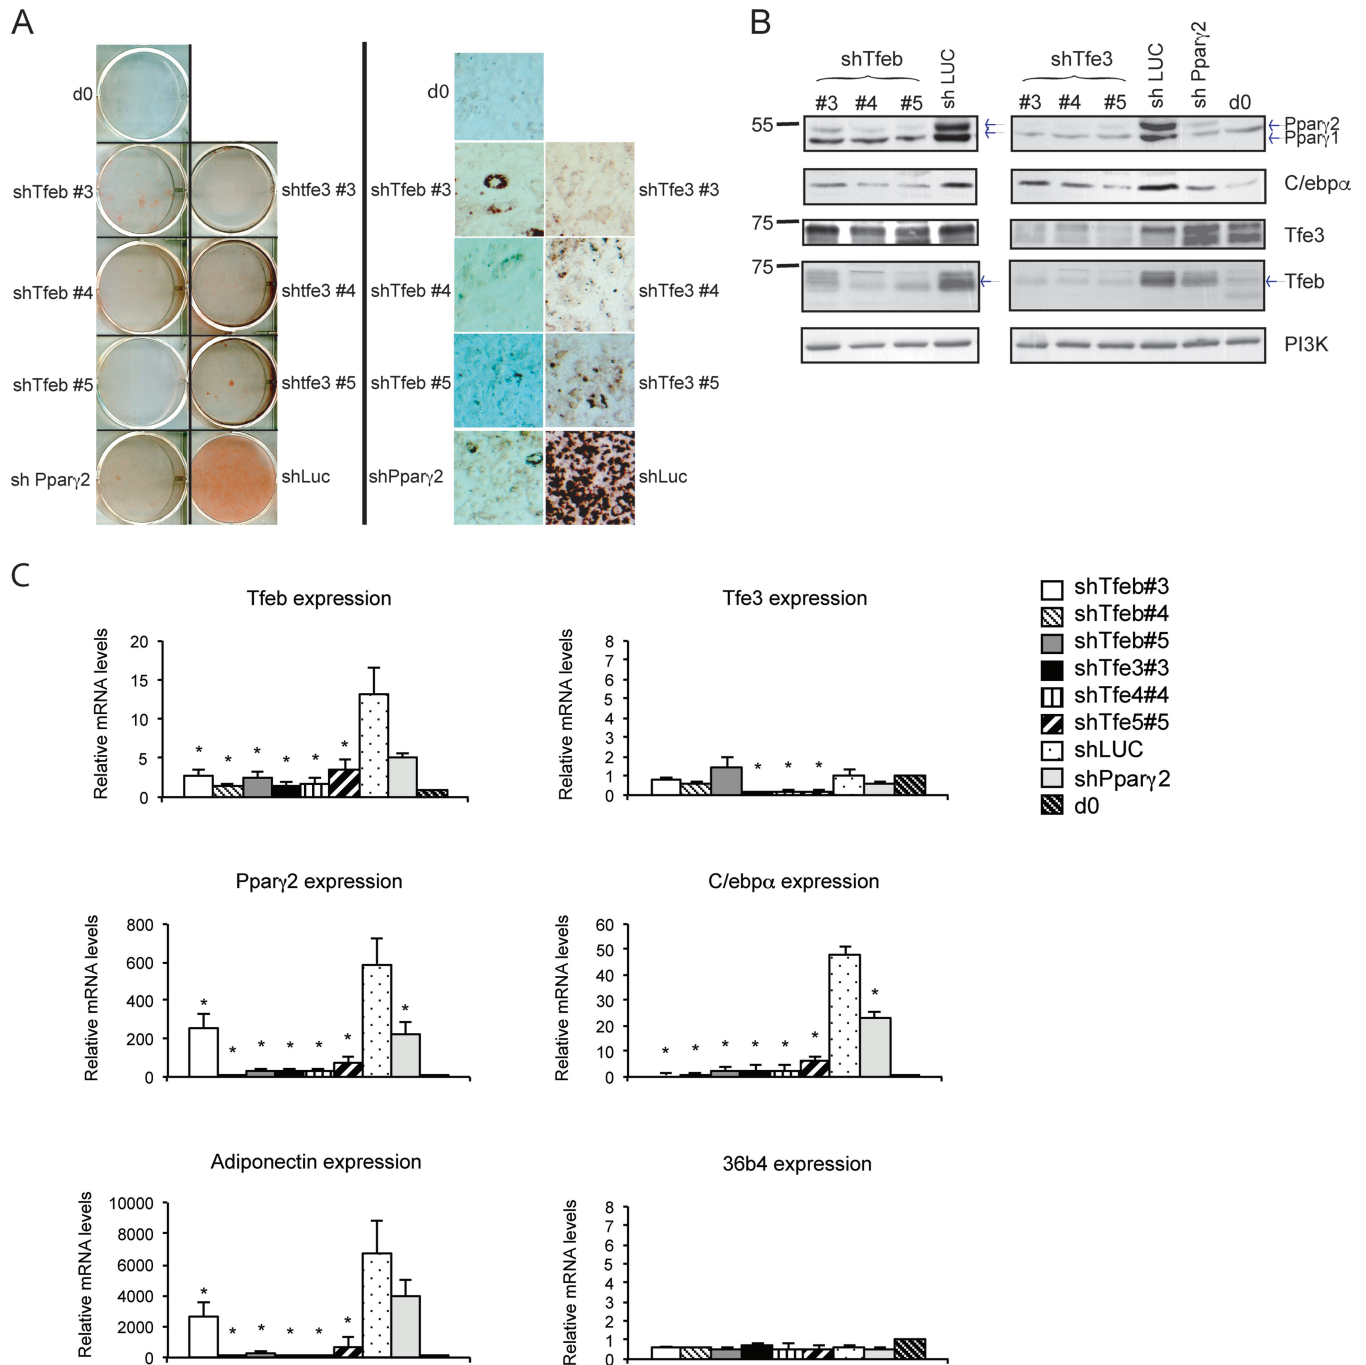 A
d0
shTfeb #3
shtfe3 #3
shTfeb #4
shtfe3 #4
shTfeb #5
shtfe3 #5
sh Pparγ2
shLuc
d0
shTfeb #3
shTfe3 #3
shTfeb #4
shTfe3 #4
shTfeb #5
shTfe3 #5
shPparγ2
shLuc
B
shTfeb
sh LUC
shTfe3
sh LUC
sh Pparγ2
#3 #4 #5
#3 #4 #5
d0
55
Pparγ2
Pparγ1
C/ebpα
75
Tfe3
75
Tfeb
PI3K
C
Tfeb expression
Relative mRNA levels
20
15
10
5
0
* * * * * *
Tfe3 expression
Relative mRNA levels
8
7
6
5
4
3
2
1
0
* * *
shTfeb#3
shTfeb#4
shTfeb#5
shTfe3#3
shTfe4#4
shTfe5#5
shLUC
shPparγ2
d0
Pparγ2 expression
Relative mRNA levels
800
600
400
200
0
* * * * * * *
C/ebpα expression
Relative mRNA levels
60
50
40
30
20
10
0
* * * * * * *
Adiponectin expression
Relative mRNA levels
10000
8000
6000
4000
2000
0
* * * * * *
36b4 expression
Relative mRNA levels
8
7
6
5
4
3
2
1
0